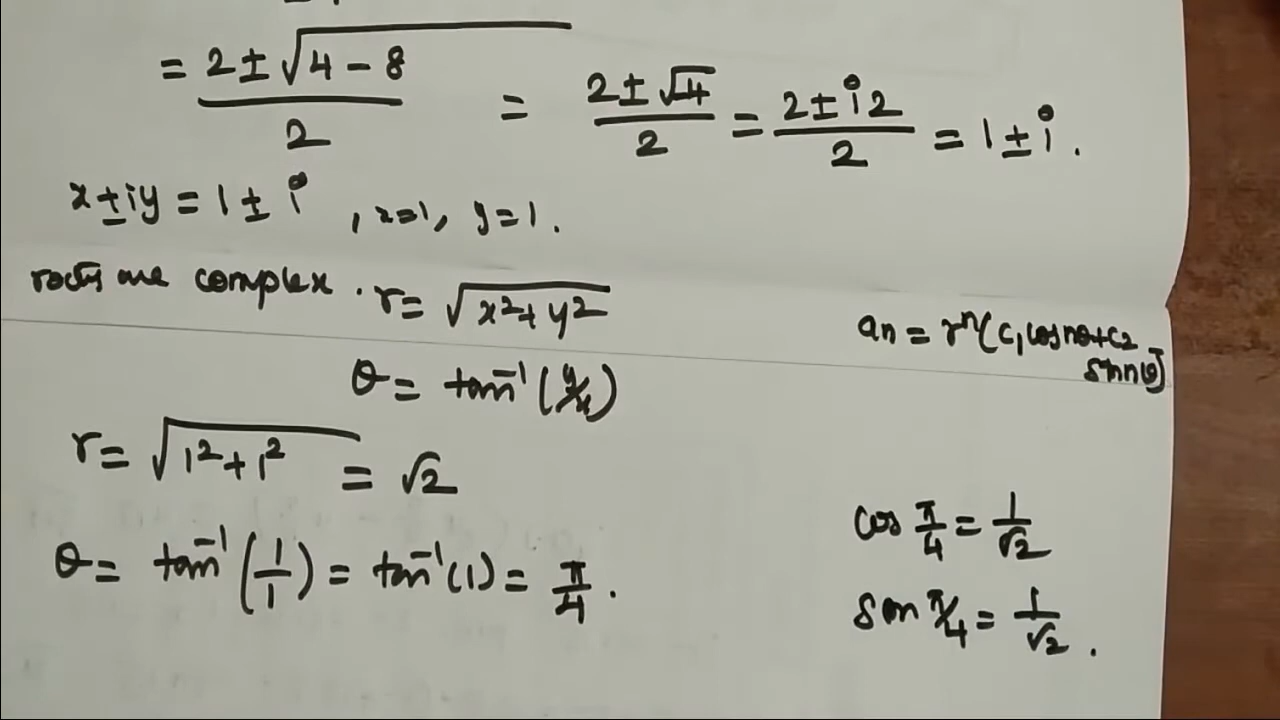 = 2 ± √4 - 8 / 2 = 2 ± √-4 / 2 = 2 ± i2 / 2 = 1 ± i .
x ± iy = 1 ± i , x=1, y=1 .
roots are complex . r = √x² + y²
an = rⁿ(c₁ cos nθ + c₂
sin nθ]
θ = tan⁻¹ (y/x)
r = √1² + 1² = √2
θ = tan⁻¹ (1/1) = tan⁻¹ (1) = π/4 .
cos π/4 = 1/√2
sin π/4 = 1/√2 .